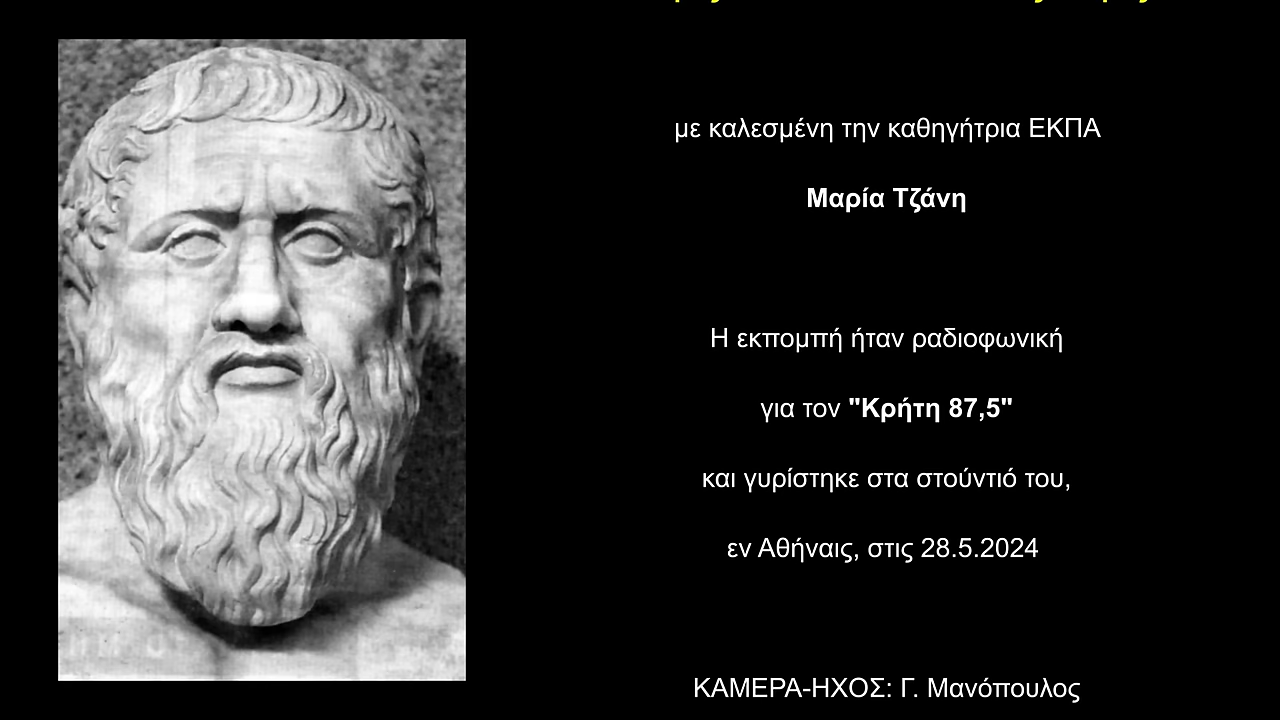 με καλεσμένη την καθηγήτρια ΕΚΠΑ
Μαρία Τζάνη
Η εκπομπή ήταν ραδιοφωνική
για τον "Κρήτη 87,5"
και γυρίστηκε στα στούντιό του,
εν Αθήναις, στις 28.5.2024
ΚΑΜΕΡΑ-ΗΧΟΣ: Γ. Μανόπουλος